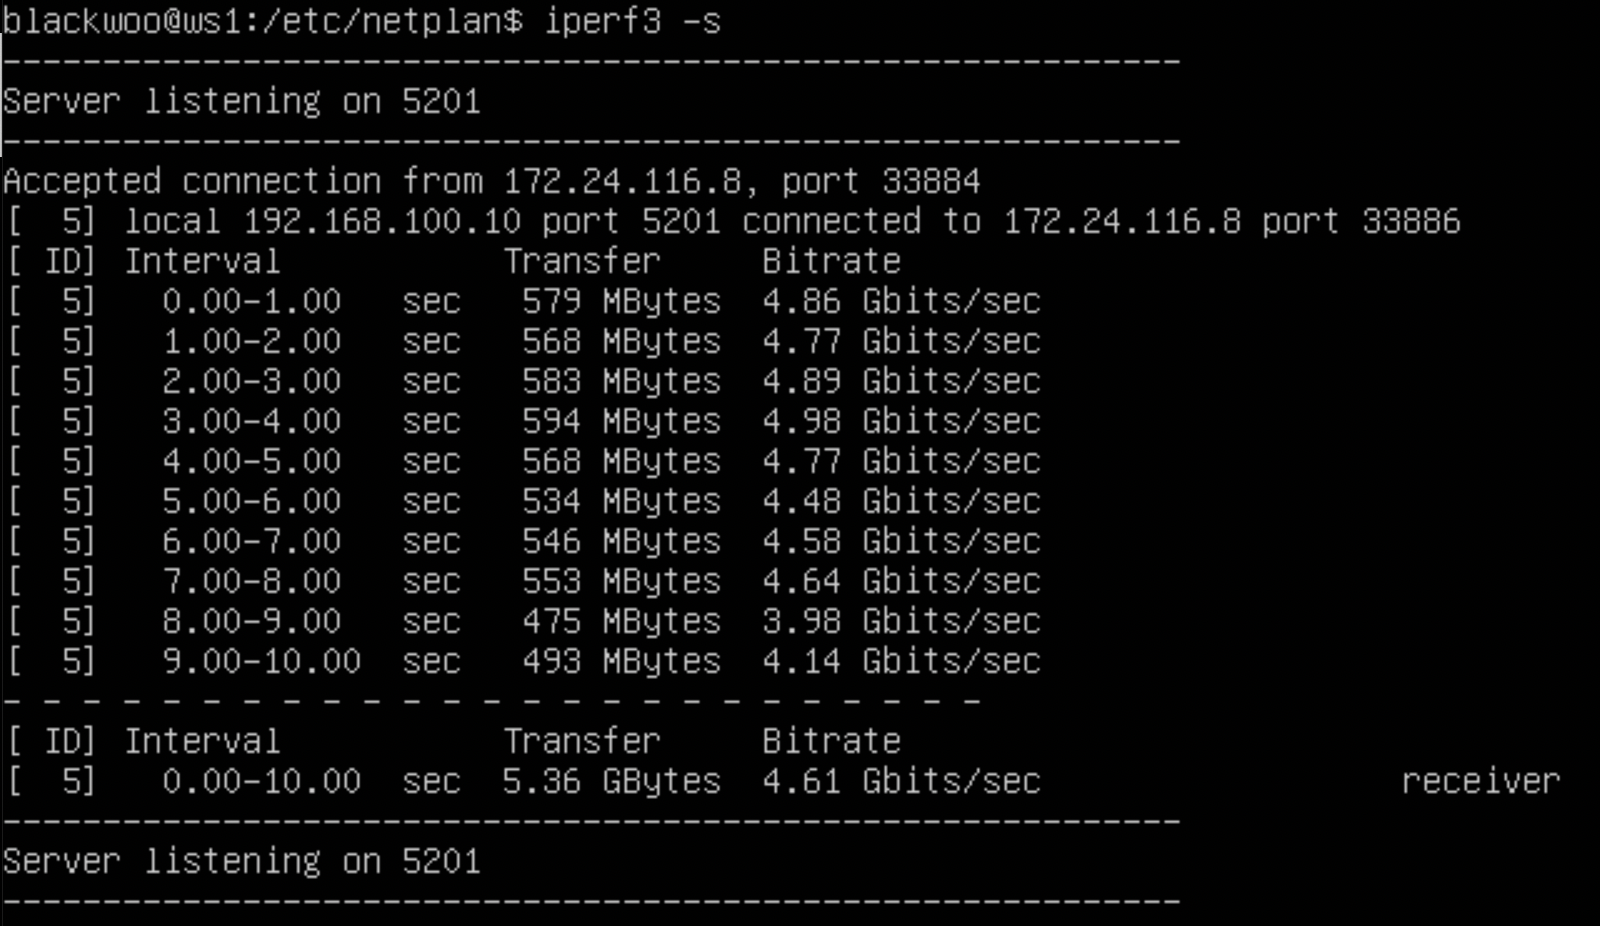 blackwoo@ws1:/etc/netplan$ iperf3 -s
-----------------------------------------------------------
Server listening on 5201
-----------------------------------------------------------
Accepted connection from 172.24.116.8, port 33884
[  5] local 192.168.100.10 port 5201 connected to 172.24.116.8 port 33886
[ ID] Interval           Transfer     Bitrate
[  5]   0.00-1.00   sec   579 MBytes  4.86 Gbits/sec
[  5]   1.00-2.00   sec   568 MBytes  4.77 Gbits/sec
[  5]   2.00-3.00   sec   583 MBytes  4.89 Gbits/sec
[  5]   3.00-4.00   sec   594 MBytes  4.98 Gbits/sec
[  5]   4.00-5.00   sec   568 MBytes  4.77 Gbits/sec
[  5]   5.00-6.00   sec   534 MBytes  4.48 Gbits/sec
[  5]   6.00-7.00   sec   546 MBytes  4.58 Gbits/sec
[  5]   7.00-8.00   sec   553 MBytes  4.64 Gbits/sec
[  5]   8.00-9.00   sec   475 MBytes  3.98 Gbits/sec
[  5]   9.00-10.00  sec   493 MBytes  4.14 Gbits/sec
- - - - - - - - - - - - - - - - - - - - - - - - -
[ ID] Interval           Transfer     Bitrate
[  5]   0.00-10.00  sec  5.36 GBytes  4.61 Gbits/sec                  receiver
-----------------------------------------------------------
Server listening on 5201
-----------------------------------------------------------